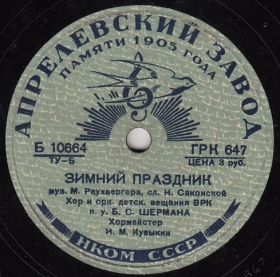 АПРЕЛЕВСКИЙ ЗАВОД
ПАМЯТИ 1905 ГОДА
Б 10664
ТУ-Б
ГРК 647
ЦЕНА 3 руб.
ЗИМНИЙ ПРАЗДНИК
муз. М. Раухвергера, сл. Н. Саконской
Хор и орк. детск. вещания ВРК
п. у. Б. С. ШЕРМАНА
Хормейстер
И. М. Кувыкин
НКОМ СССР